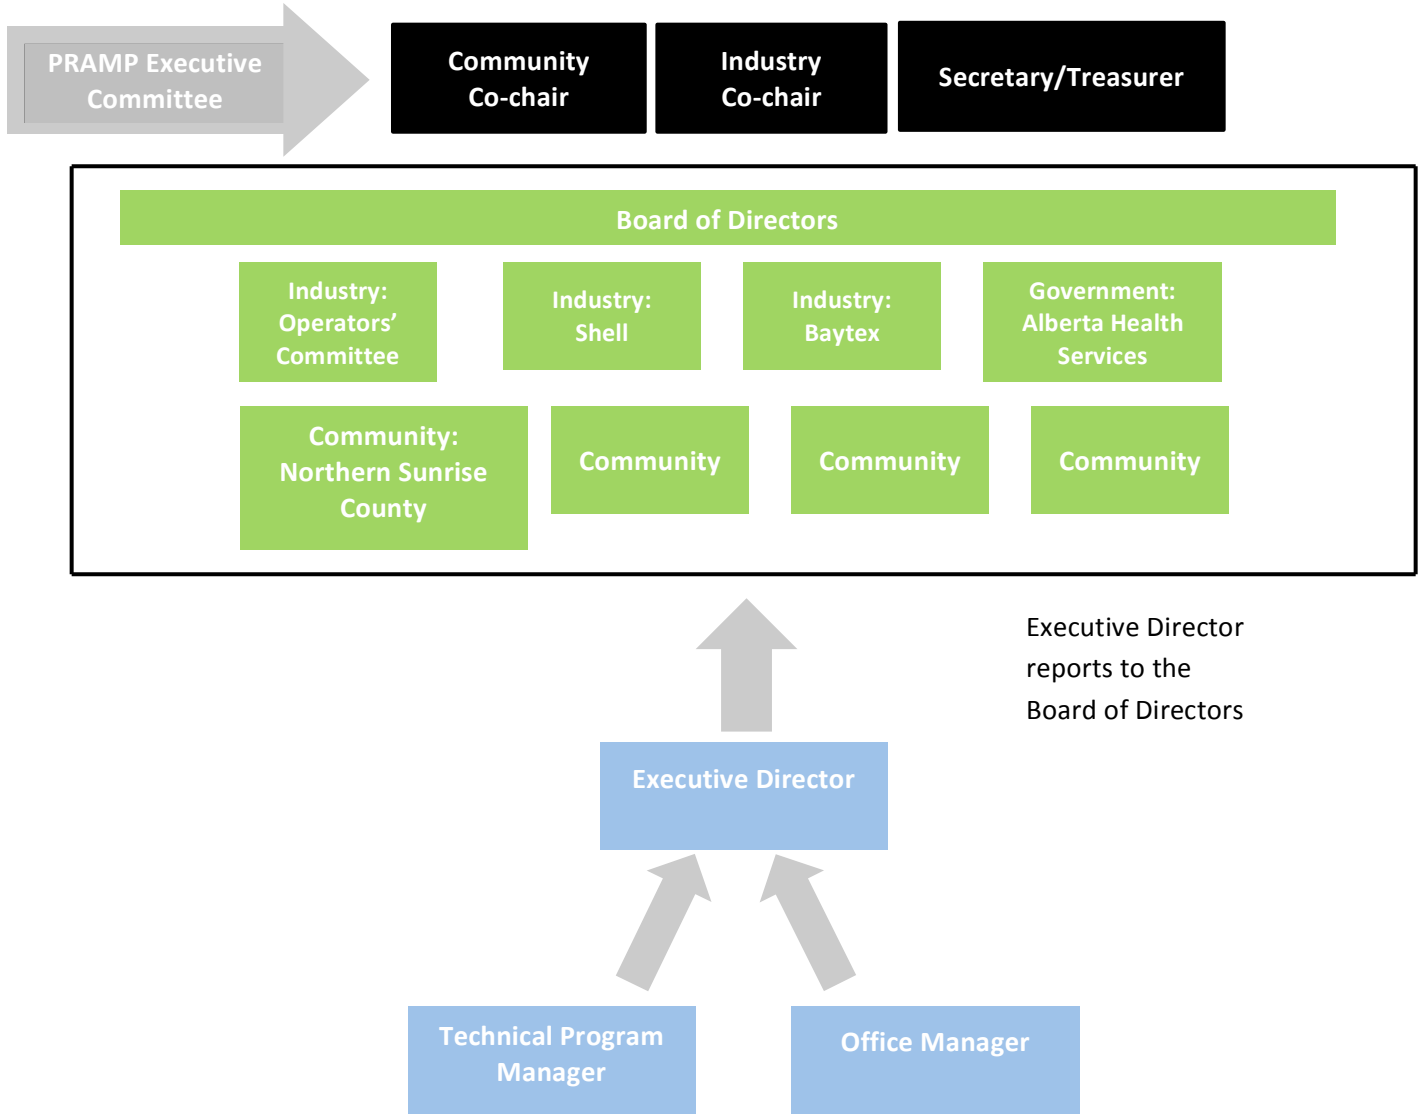 PRAMP Executive
Committee
Community
Co-chair
Industry
Co-chair
Secretary/Treasurer
Board of Directors
Industry:
Operators’
Committee
Industry:
Shell
Industry:
Baytex
Government:
Alberta Health
Services
Community:
Northern Sunrise
County
Community
Community
Community
Executive Director
reports to the
Board of Directors
Executive Director
Technical Program
Manager
Office Manager